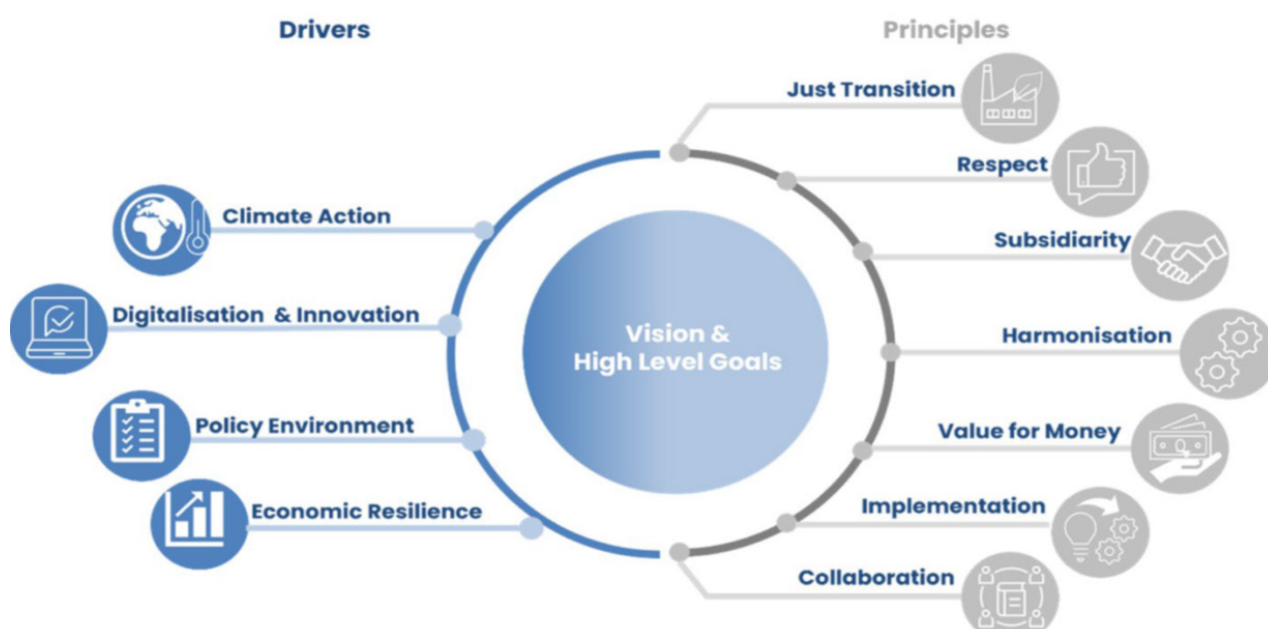 Drivers
Climate Action
Digitalisation & Innovation
Policy Environment
Economic Resilience
Vision &
High Level Goals
Principles
Just Transition
Respect
Subsidiarity
Harmonisation
Value for Money
Implementation
Collaboration